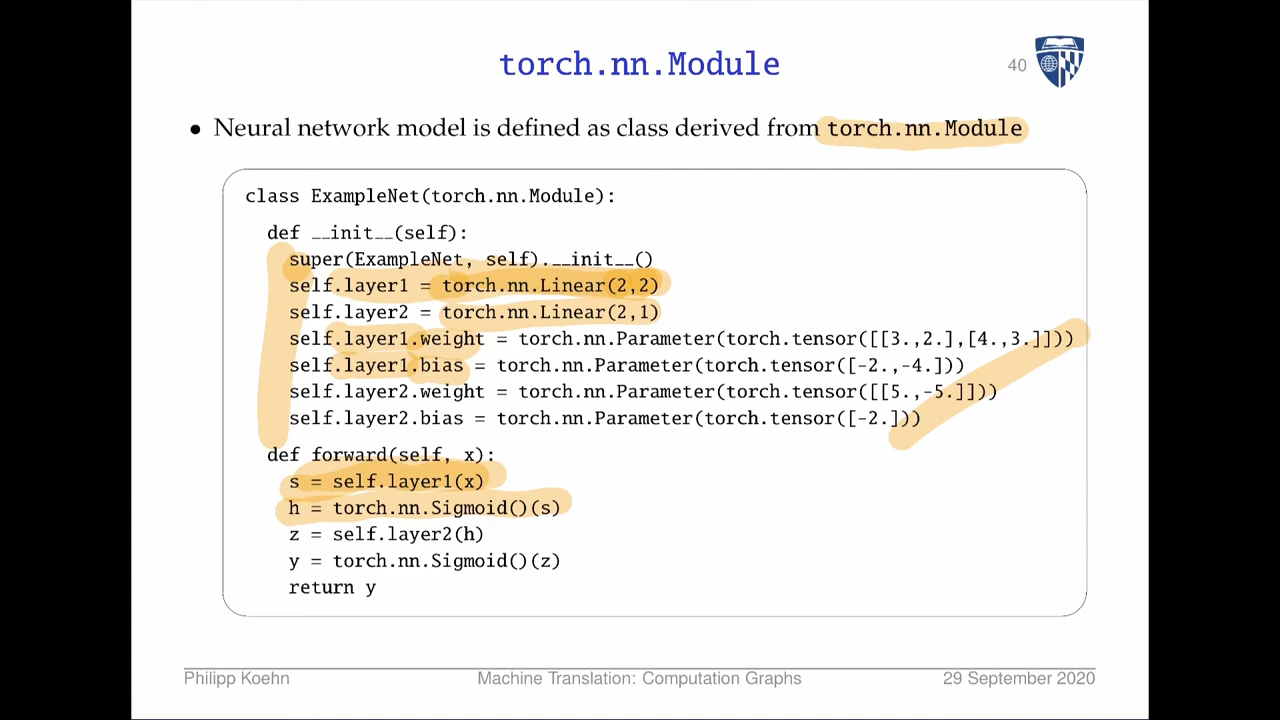 torch.nn.Module
40
• Neural network model is defined as class derived from torch.nn.Module
class ExampleNet(torch.nn.Module):
def __init__(self):
super(ExampleNet, self).__init__()
self.layer1 = torch.nn.Linear(2,2)
self.layer2 = torch.nn.Linear(2,1)
self.layer1.weight = torch.nn.Parameter(torch.tensor([[3.,2.],[4.,3.]]))
self.layer1.bias = torch.nn.Parameter(torch.tensor([-2.,-4.]))
self.layer2.weight = torch.nn.Parameter(torch.tensor([[5.,-5.]]))
self.layer2.bias = torch.nn.Parameter(torch.tensor([-2.]))
def forward(self, x):
s = self.layer1(x)
h = torch.nn.Sigmoid()(s)
z = self.layer2(h)
y = torch.nn.Sigmoid()(z)
return y
Philipp Koehn
Machine Translation: Computation Graphs
29 September 2020